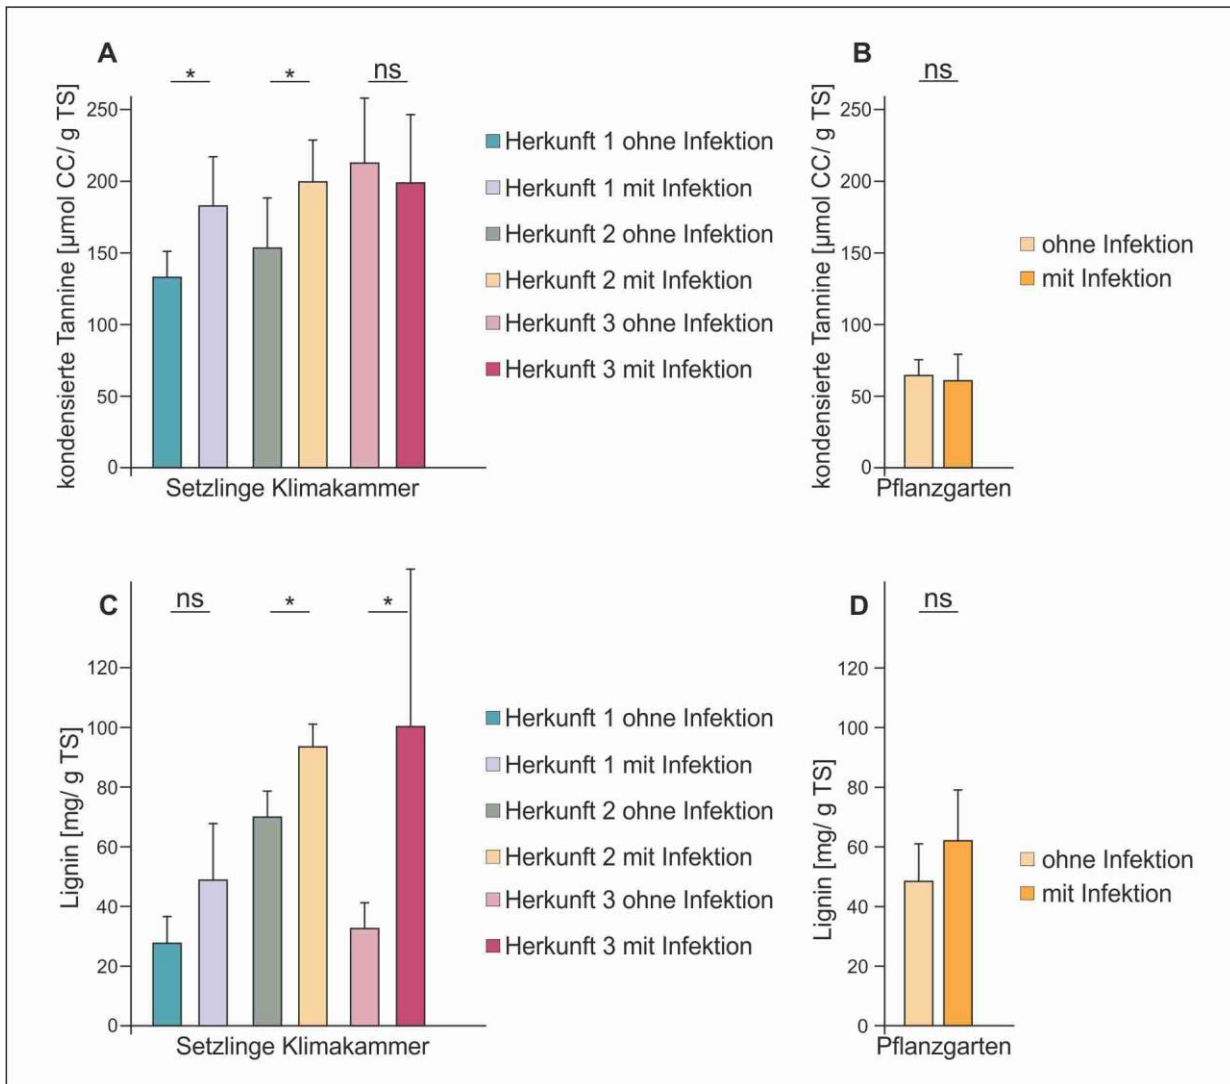 A
* * ns
kondensierte Tannine [µmol CC/ g TS]
250
200
150
100
50
0
Setzlinge Klimakammer
Herkunft 1 ohne Infektion
Herkunft 1 mit Infektion
Herkunft 2 ohne Infektion
Herkunft 2 mit Infektion
Herkunft 3 ohne Infektion
Herkunft 3 mit Infektion
B
ns
kondensierte Tannine [µmol CC/ g TS]
250
200
150
100
50
0
Pflanzgarten
ohne Infektion
mit Infektion
C
ns * *
Lignin [mg/ g TS]
120
100
80
60
40
20
0
Setzlinge Klimakammer
Herkunft 1 ohne Infektion
Herkunft 1 mit Infektion
Herkunft 2 ohne Infektion
Herkunft 2 mit Infektion
Herkunft 3 ohne Infektion
Herkunft 3 mit Infektion
D
ns
Lignin [mg/ g TS]
120
100
80
60
40
20
0
Pflanzgarten
ohne Infektion
mit Infektion